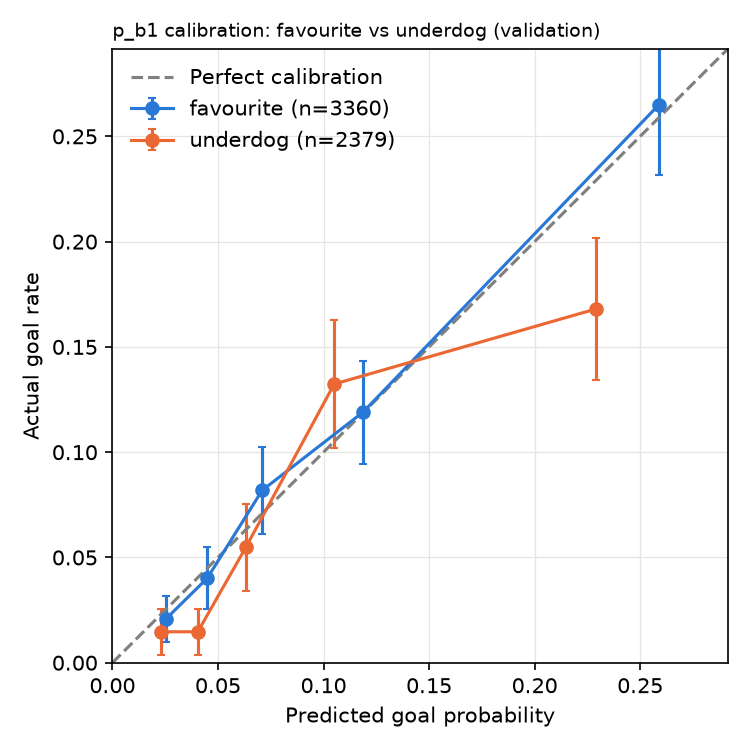 p_b1 calibration: favourite vs underdog (validation)
Perfect calibration
favourite (n=3360)
underdog (n=2379)
Actual goal rate
0.25
0.20
0.15
0.10
0.05
0.00
0.00 0.05 0.10 0.15 0.20 0.25
Predicted goal probability